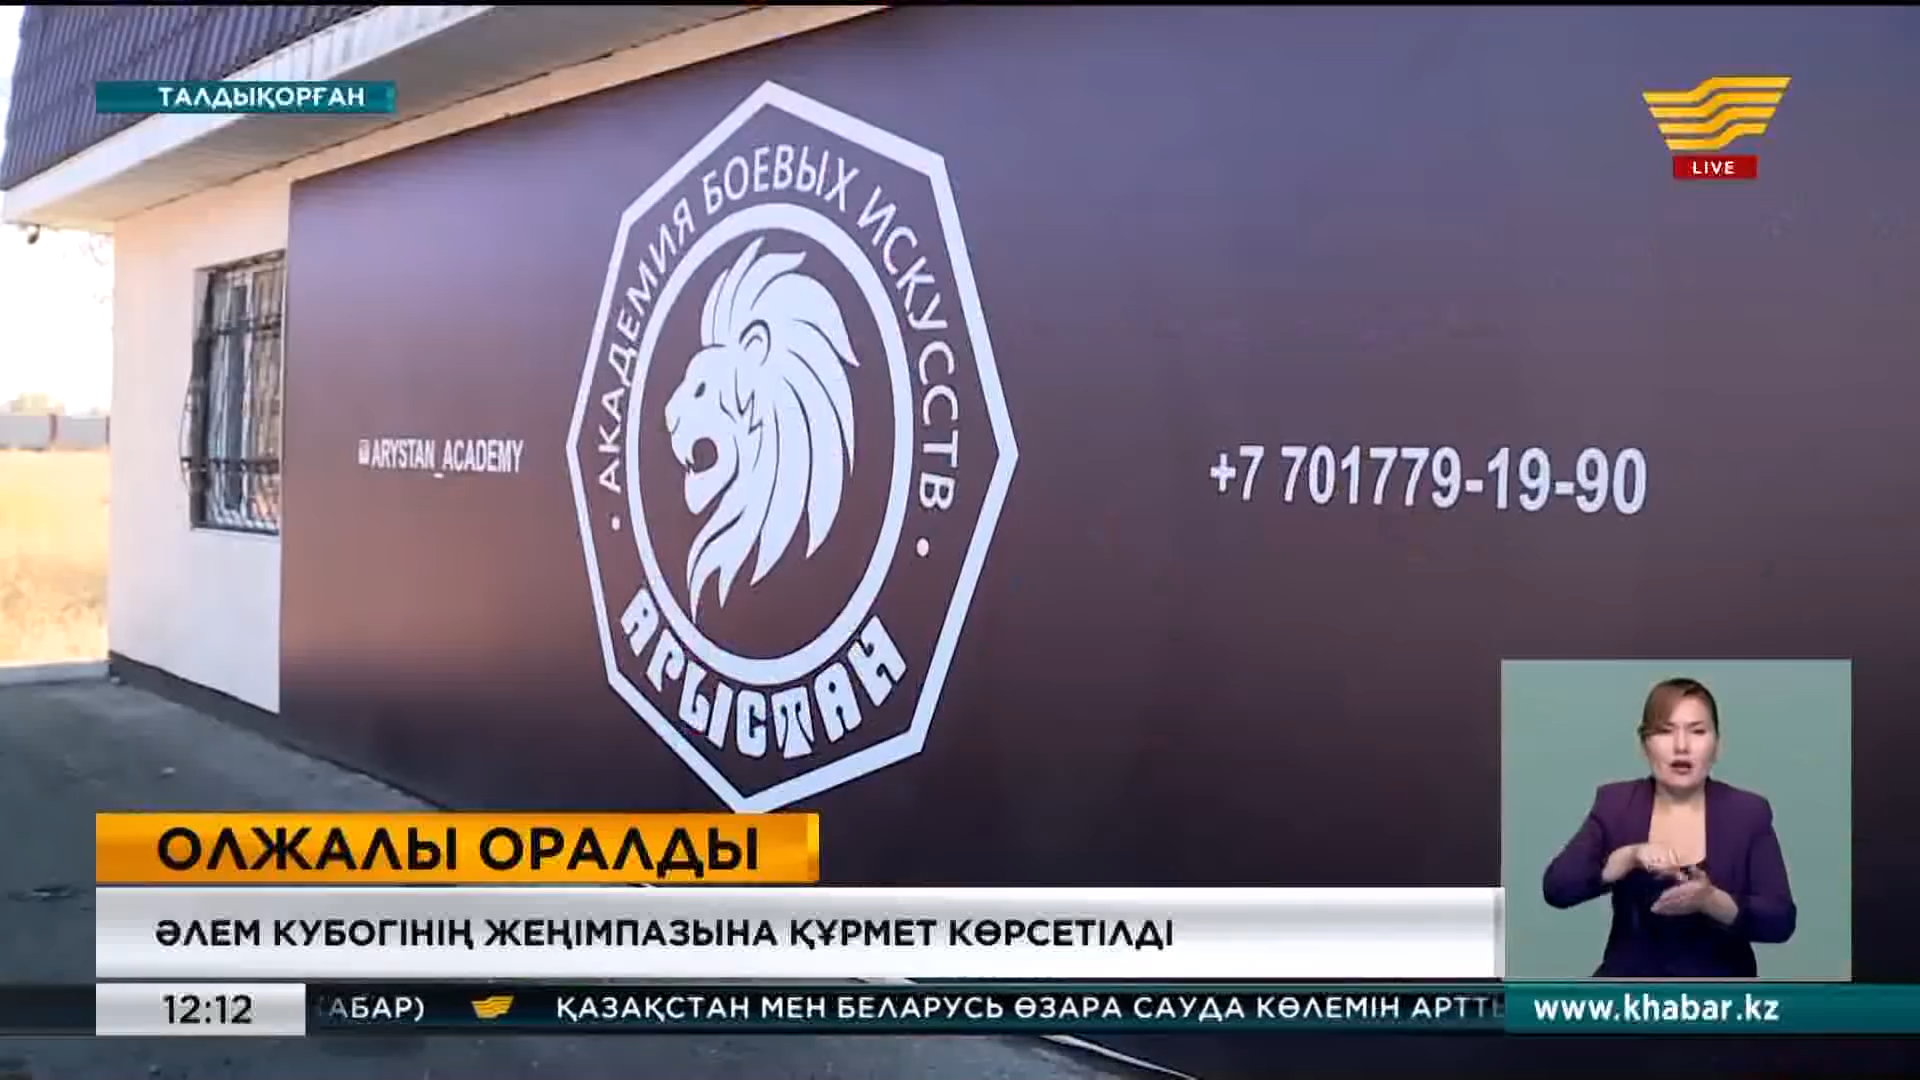 ТАЛДЫҚОРҒАН
LIVE
АКАДЕМИЯ БОЕВЫХ ИСКУССТВ
АРЫСТАН
ARYSTAN_ACADEMY
+7 701779-19-90
ОЛЖАЛЫ ОРАЛДЫ
ӘЛЕМ КУБОГІНІҢ ЖЕҢІМПАЗЫНА ҚҰРМЕТ КӨРСЕТІЛДІ
12:12
АБАР) ҚАЗАҚСТАН МЕН БЕЛАРУСЬ ӨЗАРА САУДА КӨЛЕМІН АРТТ
www.khabar.kz